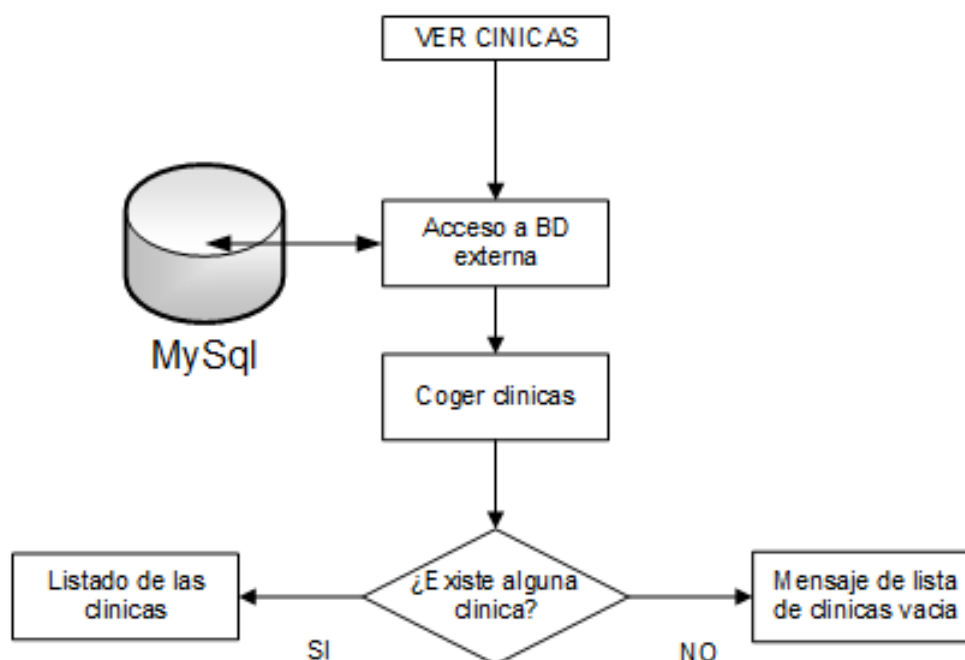 VER CINICAS
Acceso a BD
externa
MySql
Coger clinicas
¿Existe alguna
clinica?
Listado de las
clinicas
Mensaje de lista
de clinicas vacia
SI
NO